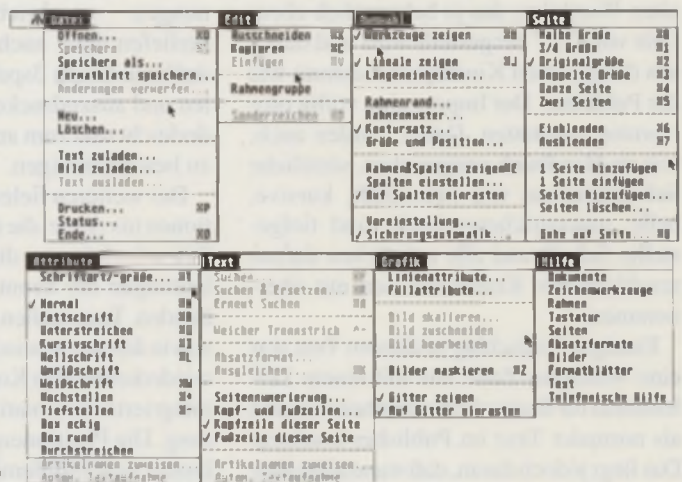 Datei
Öffnen...
Speichern
Speichern als...
Formatblatt speichern...
Änderungen verwerfen
Neu...
Löschen...
Text zuladen...
Bild zuladen...
Text ausladen
Drucken...
Status...
Ende...
Edit
Ausschneiden
Kopieren
Einfügen
Rahmengruppe
Sonderzeichen
Auswahl
✓ Werkzeuge zeigen
✓ Lineale zeigen
Längeneinheiten...
Rahmenrand...
Rahmenmuster...
✓ Kontursatz...
Größe und Position...
Rahmen&Spalten zeigen
Spalten einstellen...
✓ An Spalten einrasten
Voreinstellung...
✓ Sicherungsautomatik...
Seite
Halbe Größe
3/4 Größe
✓ Originalgröße
Doppelte Größe
Ganze Seite
Zwei Seiten
Einblenden
Ausblenden
1 Seite hinzufügen
1 Seite einfügen
Seiten hinzufügen...
Seiten löschen...
Gehe auf Seite...
Attribute
Schriftart/-größe...
✓ Normal
Fettschrift
Unterstreichen
Kursivschrift
Hellschrift
Umrißschrift
Weißschrift
Hochstellen
Tiefstellen
Box eckig
Box rund
Durchstreichen
Artikelnamen zuweisen
Autom. Textaufnahme
Text
Suchen
Suchen & Ersetzen
Erneut Suchen
Weicher Trennstrich ^-
Absatzformat...
Ausgleichen
Seitennumerierung...
Kopf- und Fußzeilen...
✓ Kopfzeile dieser Seite
✓ Fußzeile dieser Seite
Artikelnamen zuweisen
Autom. Textaufnahme
Grafik
Linienattribute...
Füllattribute...
Bild skalieren...
Bild zuschneiden
Bild bearbeiten
Bilder maskieren
✓ Gitter zeigen
✓ Auf Gitter einrasten
Hilfe
Dokumente
Zeichenwerkzeuge
Rahmen
Tastatur
Seiten
Absatzformate
Bilder
Formatblätter
Text
Telefonische Hilfe